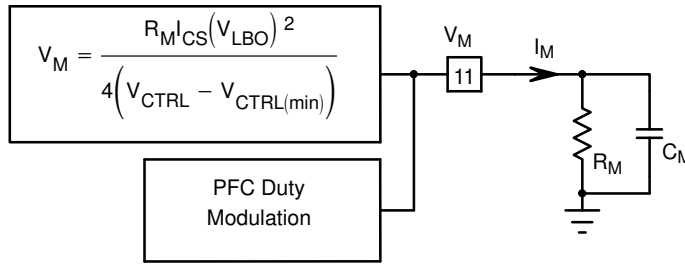 V_M = R_M I_CS (V_LBO)^2 / 4(V_CTRL − V_CTRL(min))
V_M
I_M
11
R_M
C_M
PFC Duty
Modulation